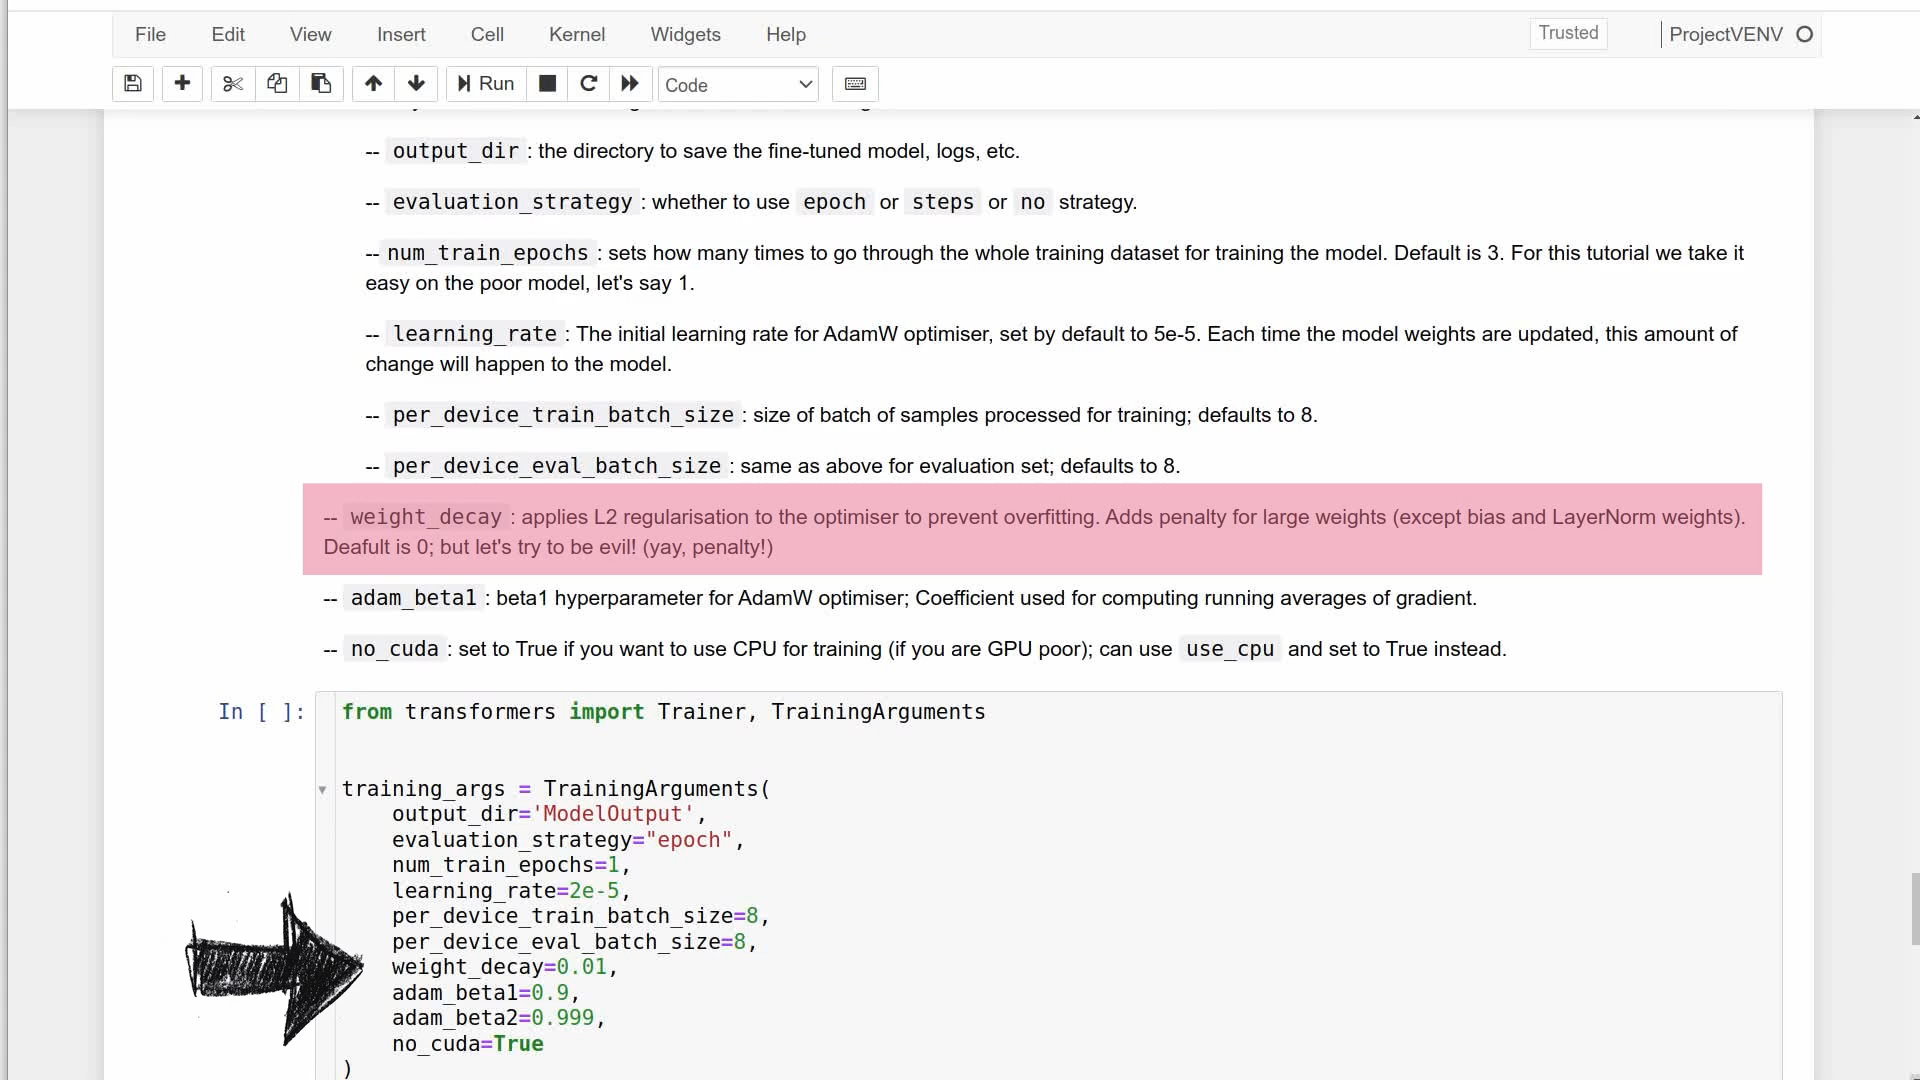 File Edit View Insert Cell Kernel Widgets Help Trusted ProjectVENV
Run Code
-- output_dir : the directory to save the fine-tuned model, logs, etc.
-- evaluation_strategy : whether to use epoch or steps or no strategy.
-- num_train_epochs : sets how many times to go through the whole training dataset for training the model. Default is 3. For this tutorial we take it
easy on the poor model, let's say 1.
-- learning_rate : The initial learning rate for AdamW optimiser, set by default to 5e-5. Each time the model weights are updated, this amount of
change will happen to the model.
-- per_device_train_batch_size : size of batch of samples processed for training; defaults to 8.
-- per_device_eval_batch_size : same as above for evaluation set; defaults to 8.
-- weight_decay : applies L2 regularisation to the optimiser to prevent overfitting. Adds penalty for large weights (except bias and LayerNorm weights).
Deafult is 0; but let's try to be evil! (yay, penalty!)
-- adam_beta1 : beta1 hyperparameter for AdamW optimiser; Coefficient used for computing running averages of gradient.
-- no_cuda : set to True if you want to use CPU for training (if you are GPU poor); can use use_cpu and set to True instead.
In [ ]: from transformers import Trainer, TrainingArguments
training_args = TrainingArguments(
output_dir='ModelOutput',
evaluation_strategy="epoch",
num_train_epochs=1,
learning_rate=2e-5,
per_device_train_batch_size=8,
per_device_eval_batch_size=8,
weight_decay=0.01,
adam_beta1=0.9,
adam_beta2=0.999,
no_cuda=True
)